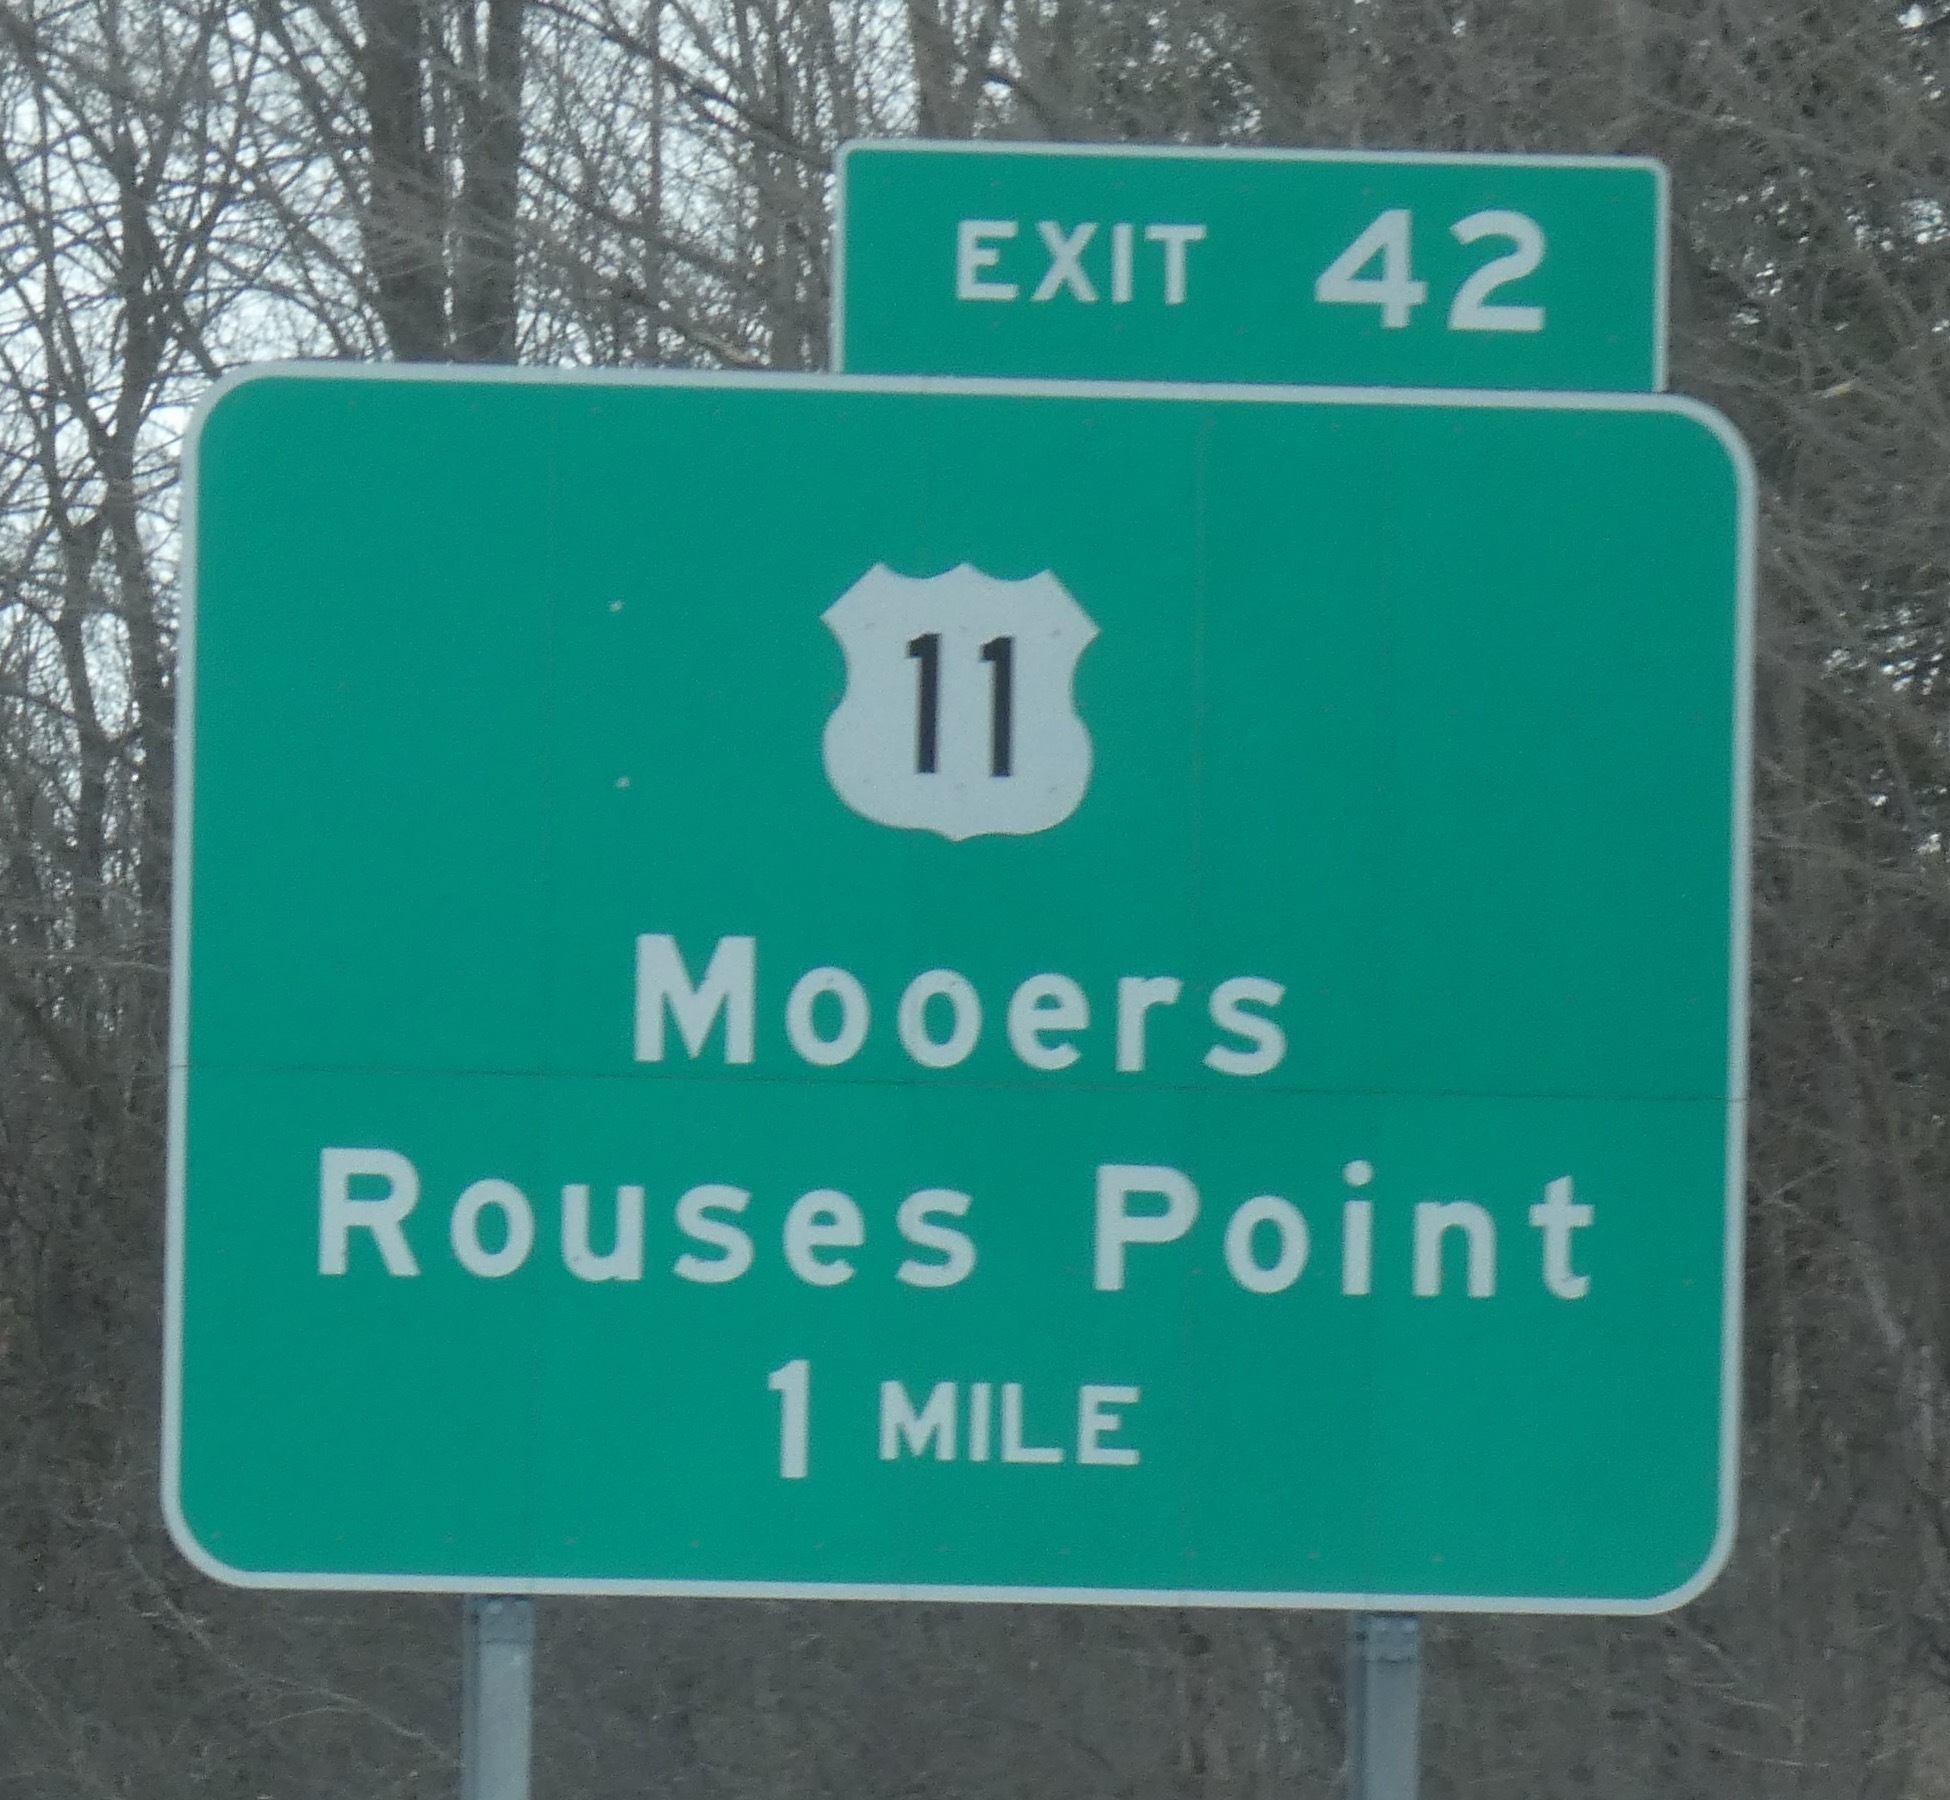 EXIT 42
11
Mooers
Rouses Point
1 MILE